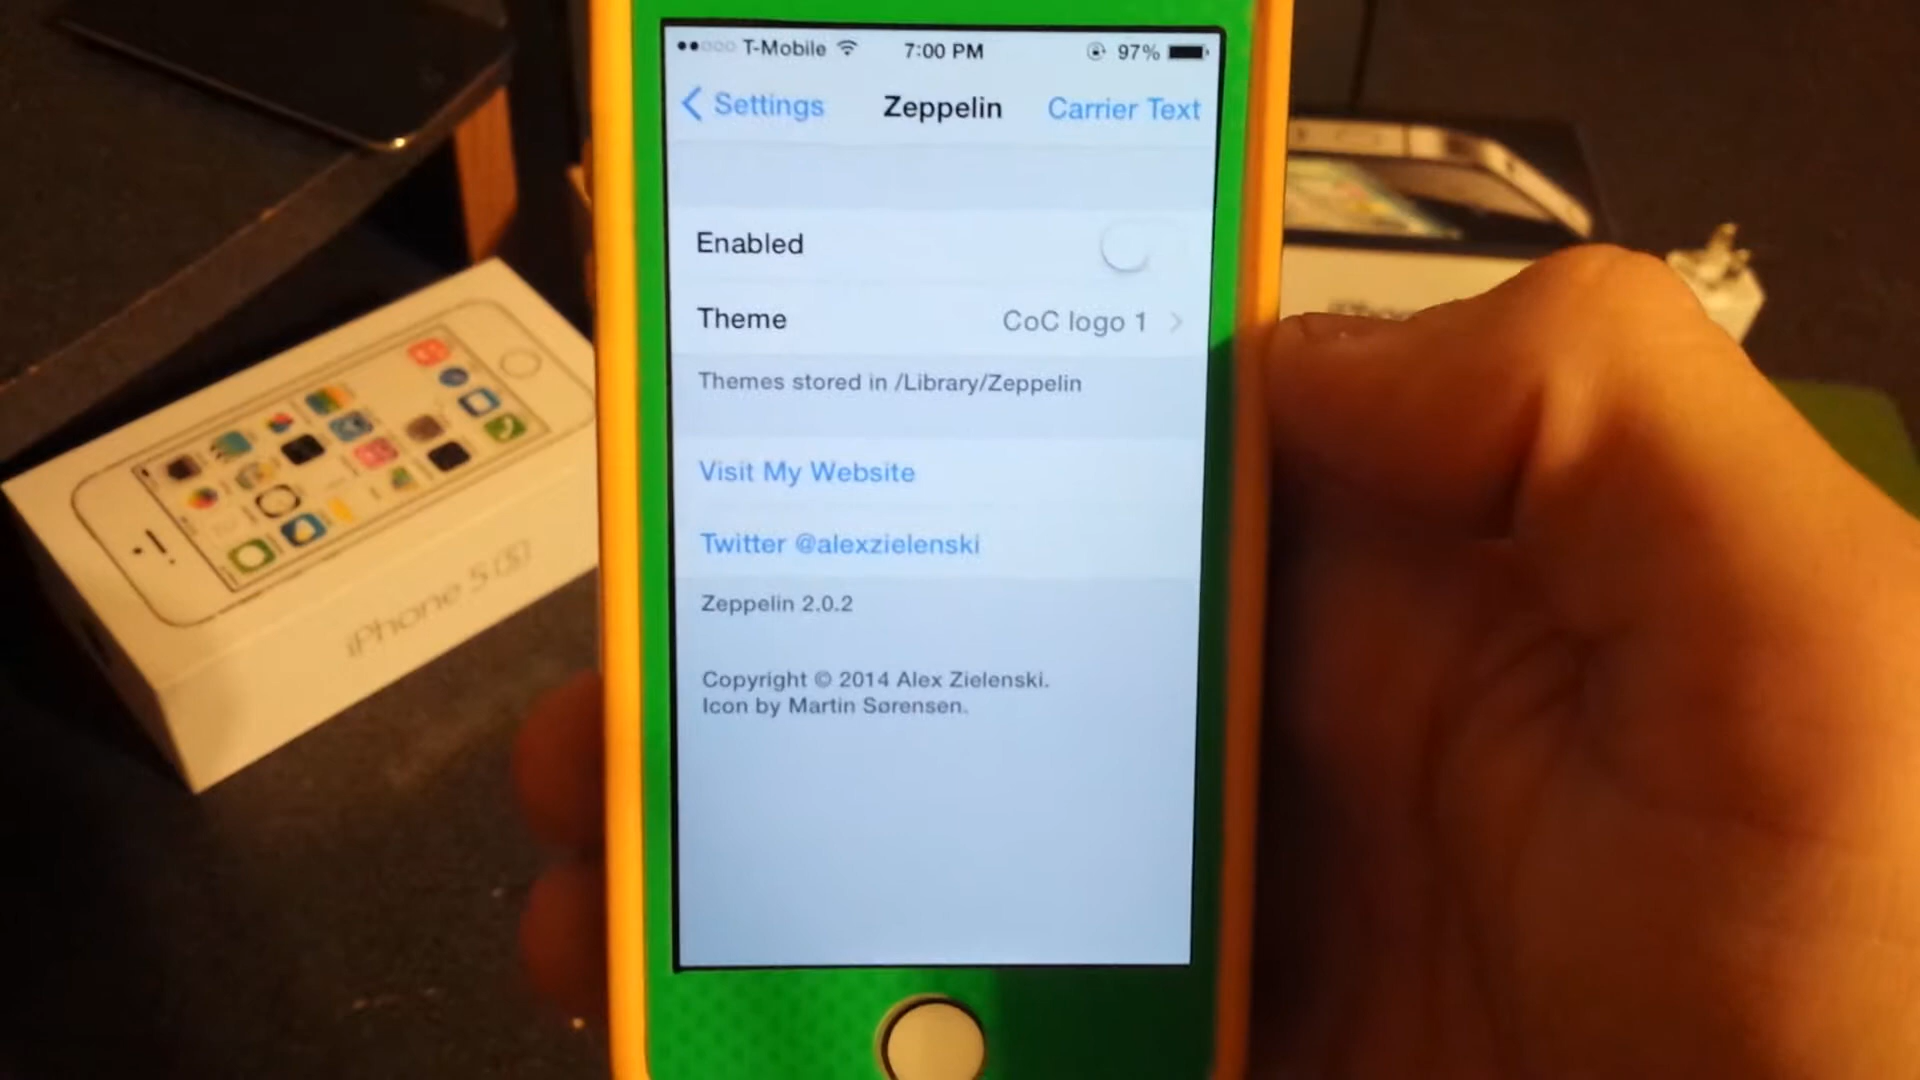 T-Mobile 7:00 PM 97%
Settings Zeppelin Carrier Text
Enabled
Theme CoC logo 1
Themes stored in /Library/Zeppelin
Visit My Website
Twitter @alexzielenski
Zeppelin 2.0.2
Copyright © 2014 Alex Zielenski.
Icon by Martin Sørensen.
iPhone 5(S)